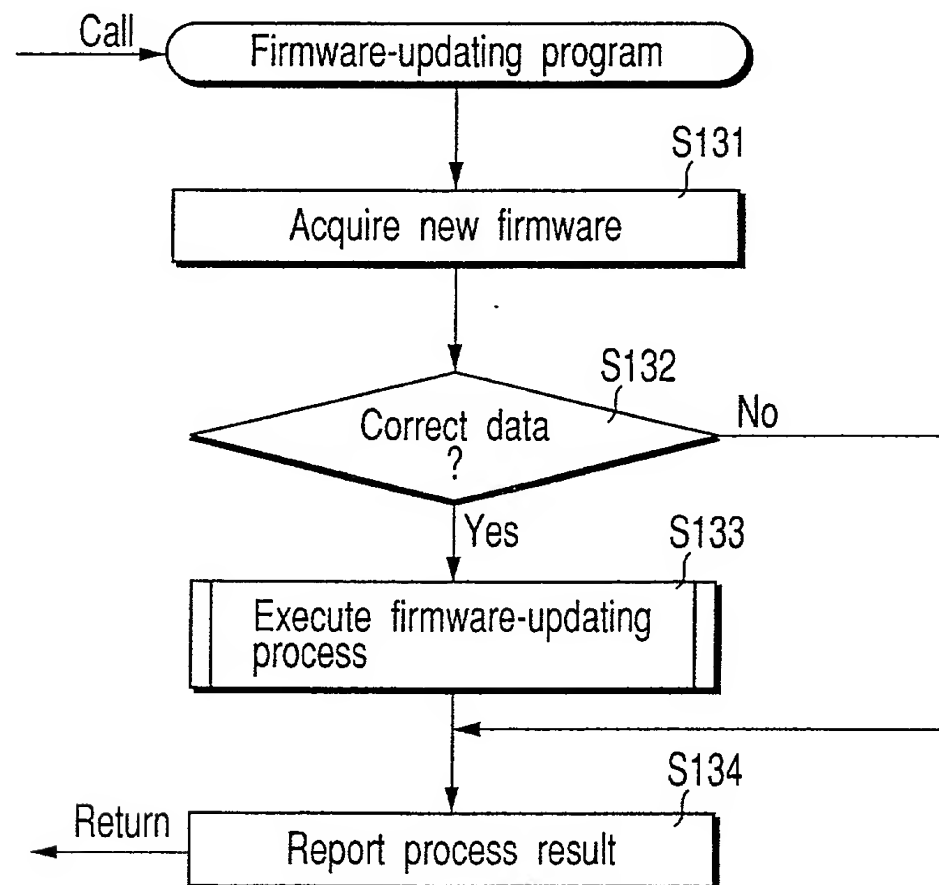 Call
Firmware-updating program
S131
Acquire new firmware
S132
Correct data
?
No
Yes
S133
Execute firmware-updating
process
S134
Return
Report process result